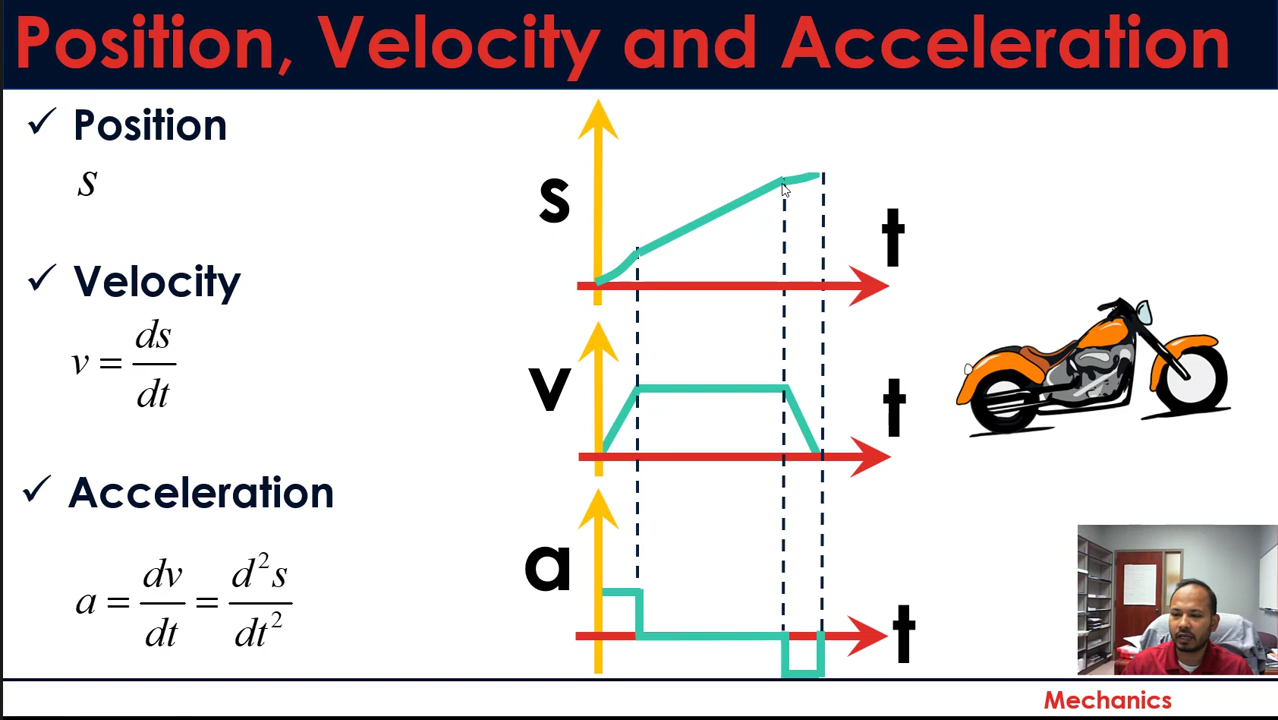 Position, Velocity and Acceleration
✓ Position
s
✓ Velocity
v = ds/dt
✓ Acceleration
a = dv/dt = d²s/dt²
s
t
v
t
a
t
Mechanics